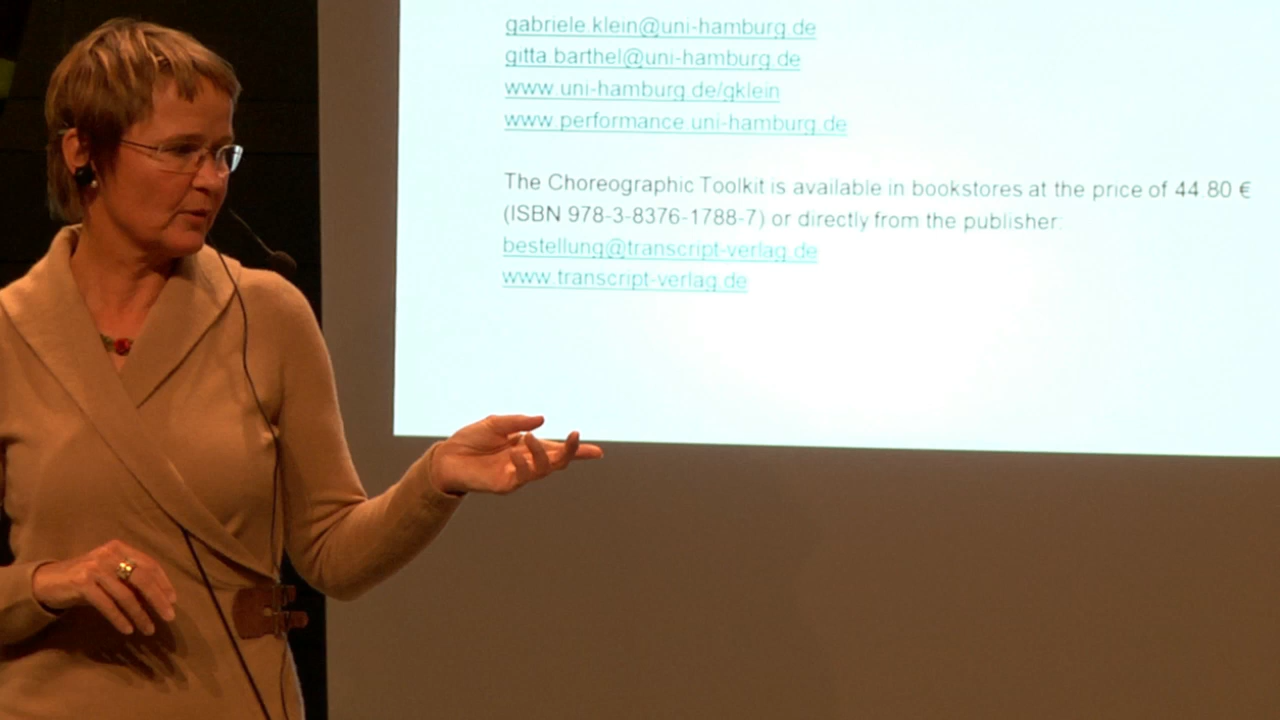 gabriele.klein@uni-hamburg.de
gitta.barthel@uni-hamburg.de
www.uni-hamburg.de/gklein
www.performance.uni-hamburg.de
The Choreographic Toolkit is available in bookstores at the price of 44.80 €
(ISBN 978-3-8376-1788-7) or directly from the publisher:
bestellung@transcript-verlag.de
www.transcript-verlag.de